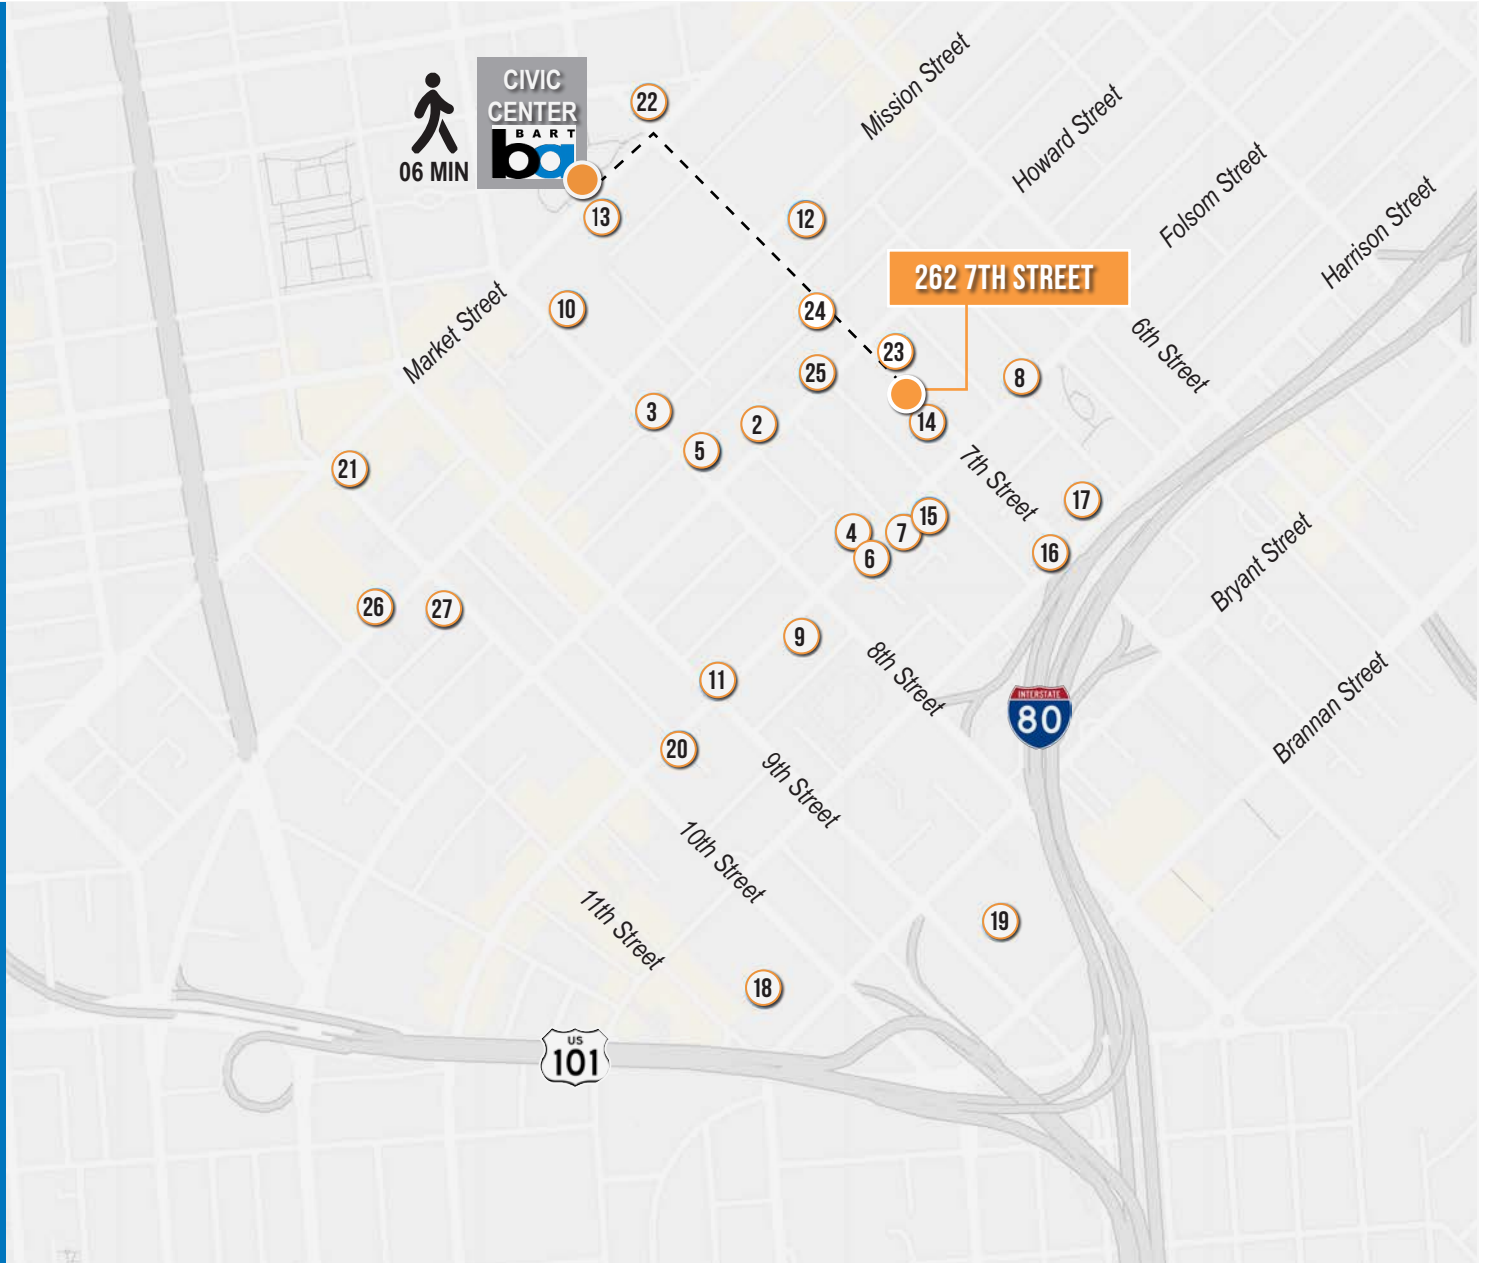 CIVIC
CENTER
BART
ba
06 MIN
22
Mission Street
Howard Street
Folsom Street
Harrison Street
13
12
262 7TH STREET
10
24
Market Street
23
6th Street
25
8
3
2
14
5
21
7th Street
17
15
4
7
16
6
Bryant Street
26
27
9
8th Street
11
INTERSTATE
80
Brannan Street
20
9th Street
10th Street
11th Street
19
18
US
101